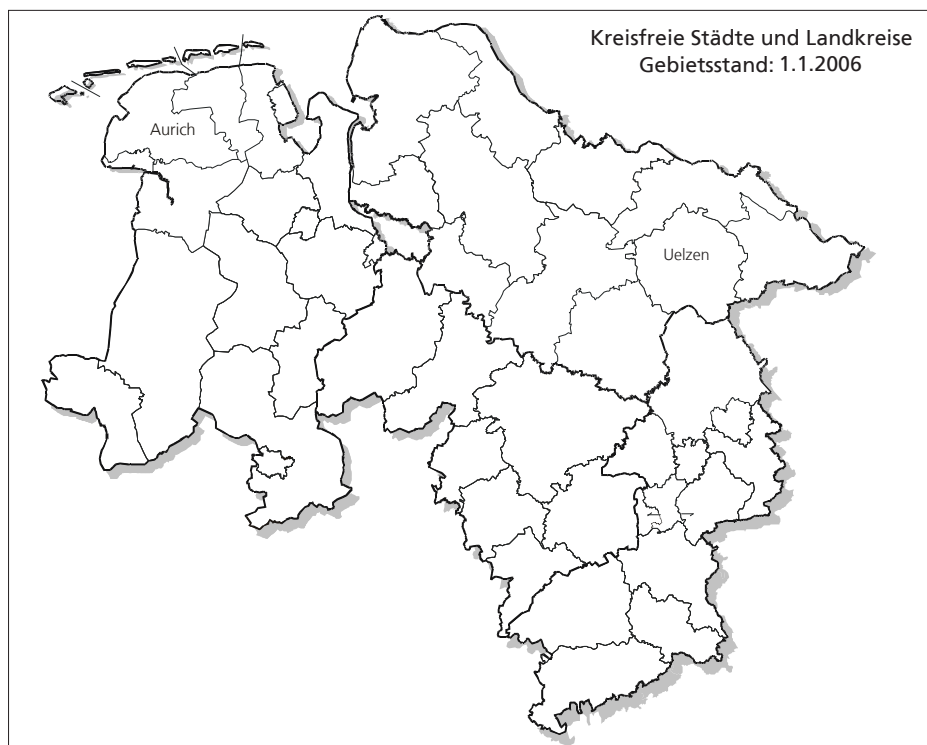 Kreisfreie Städte und Landkreise
Gebietsstand: 1.1.2006
Aurich
Uelzen